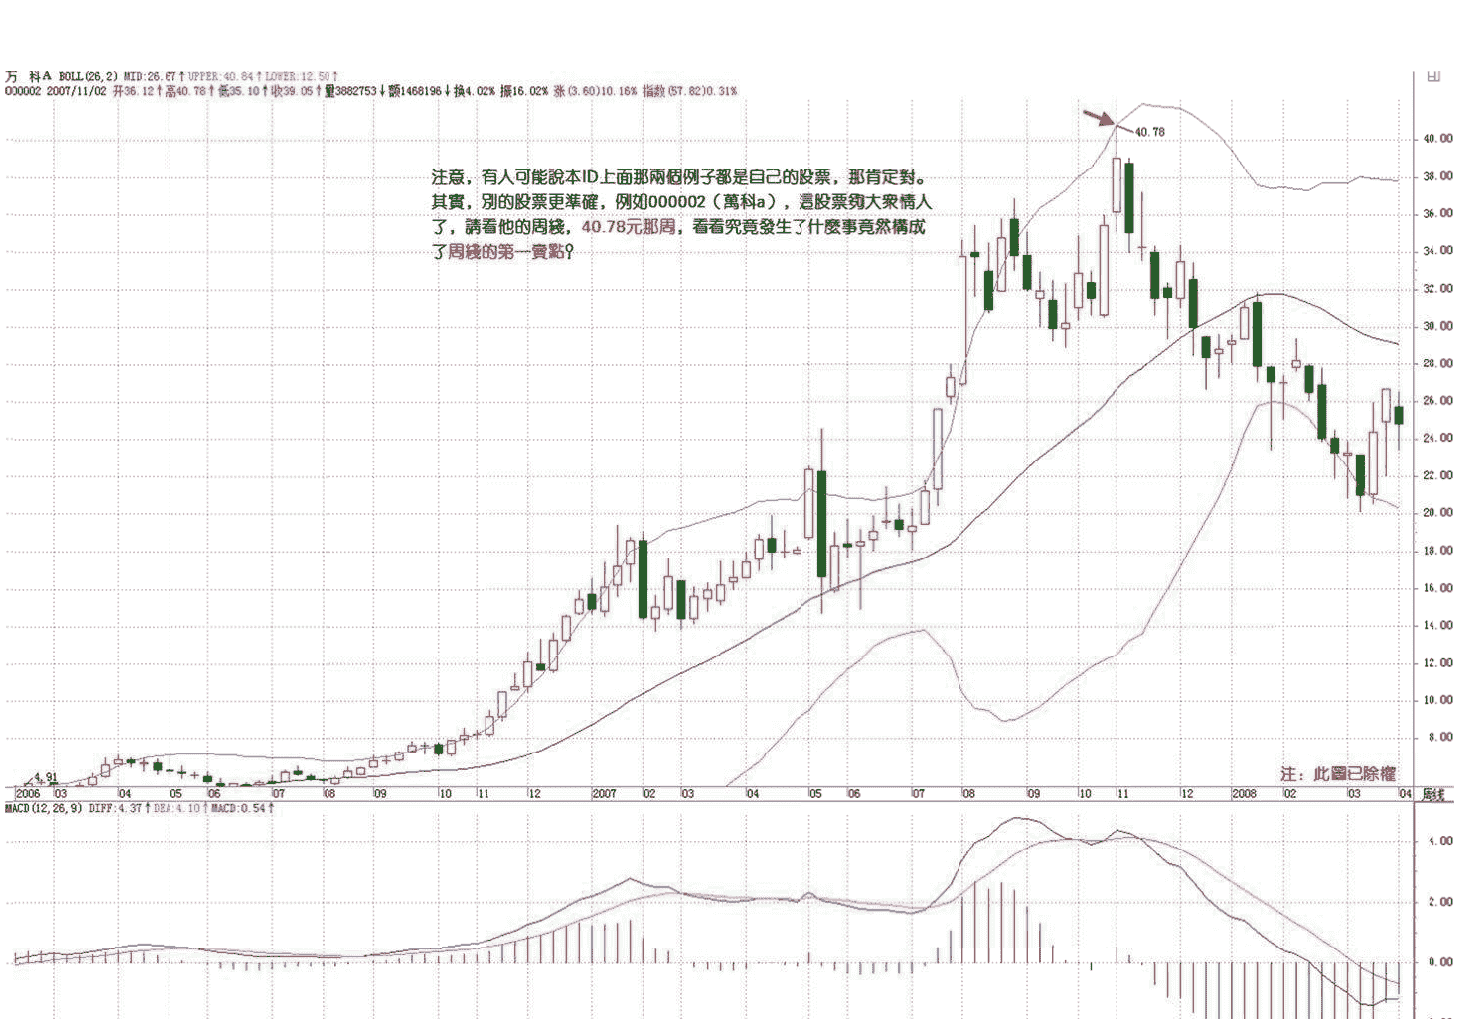 万 科A BOLL(26,2) MID:26.67↑UPPER:40.84↑LOWER:12.50↑
000002 2007/11/02 开36.12↑高40.78↑低35.10↑收39.05↑量3882753↓额1468196↓换4.02% 振16.02% 涨(3.60)10.16% 指数(57.82)0.31%
40.78
注意，有人可能說本ID上面那兩個例子都是自己的股票，那肯定對。
其實，別的股票更準確，例如000002（萬科a），這股票夠大衆情人
了，請看他的周綫，40.78元那周，看看究竟發生了什麼事竟然構成
了周綫的第一賣點？
40.00
38.00
36.00
34.00
32.00
30.00
28.00
26.00
24.00
22.00
20.00
18.00
16.00
14.00
12.00
10.00
8.00
4.91
注：此圖已除權
2006 03 04 05 06 07 08 09 10 11 12 2007 02 03 04 05 06 07 08 09 10 11 12 2008 02 03 04 周线
MACD(12,26,9) DIFF:4.37↑DEA:4.10↑MACD:0.54↑
4.00
2.00
0.00